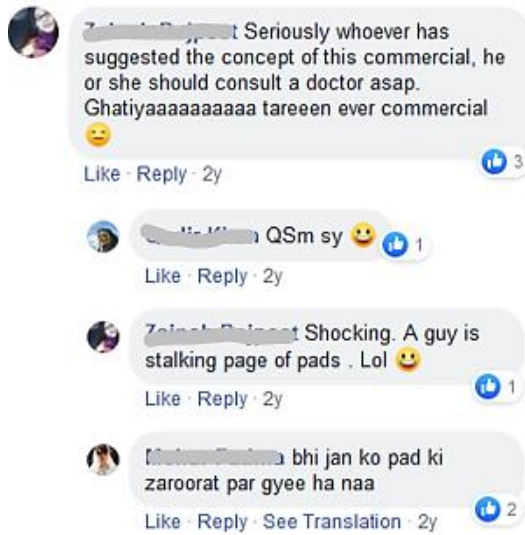 Seriously whoever has
suggested the concept of this commercial, he
or she should consult a doctor asap.
Ghatiyaaaaaaaaaa tareeen ever commercial
😑
3
Like · Reply · 2y
QSm sy 😀
1
Like · Reply · 2y
Shocking. A guy is
stalking page of pads . Lol 😀
1
Like · Reply · 2y
bhi jan ko pad ki
zaroorat par gyee ha naa
2
Like · Reply · See Translation · 2y